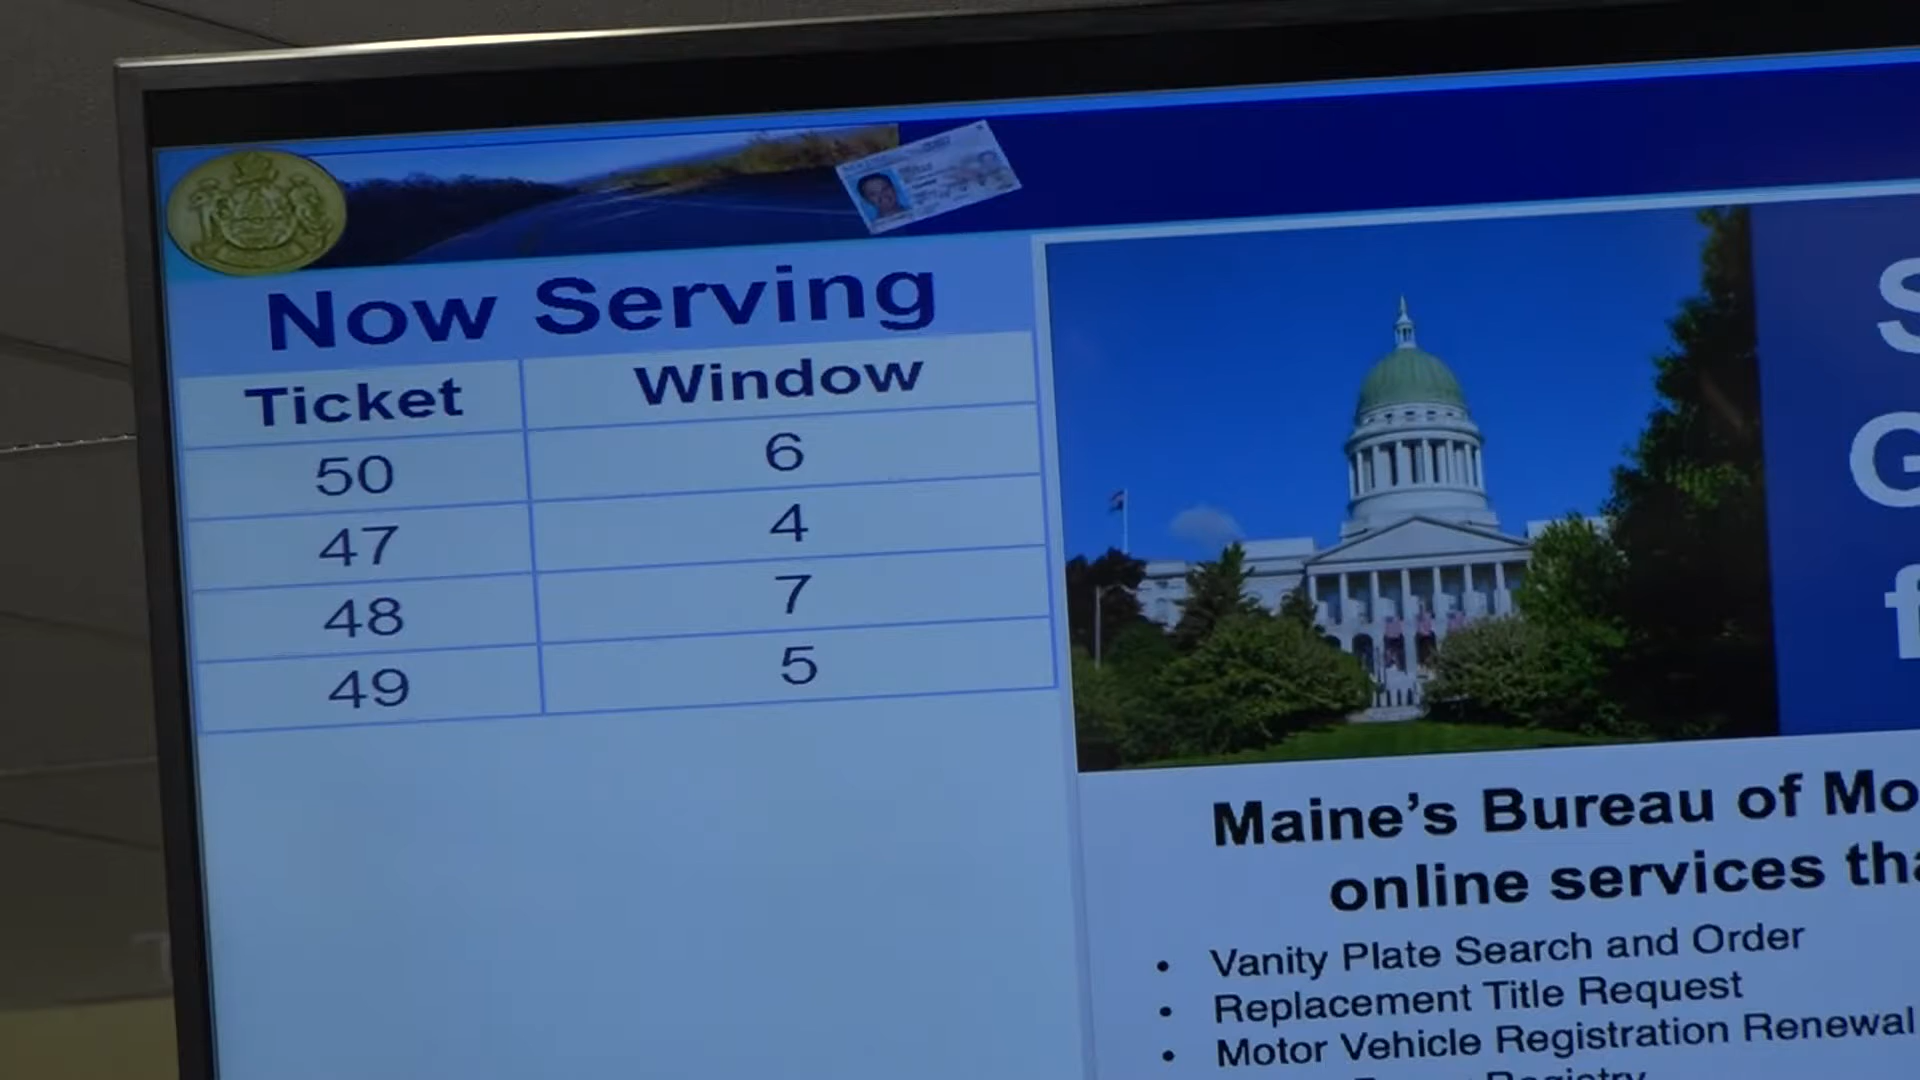 Now Serving
Ticket Window
50 6
47 4
48 7
49 5
S
G
f
Maine's Bureau of Mo
online services tha
• Vanity Plate Search and Order
• Replacement Title Request
• Motor Vehicle Registration Renewal
Registry